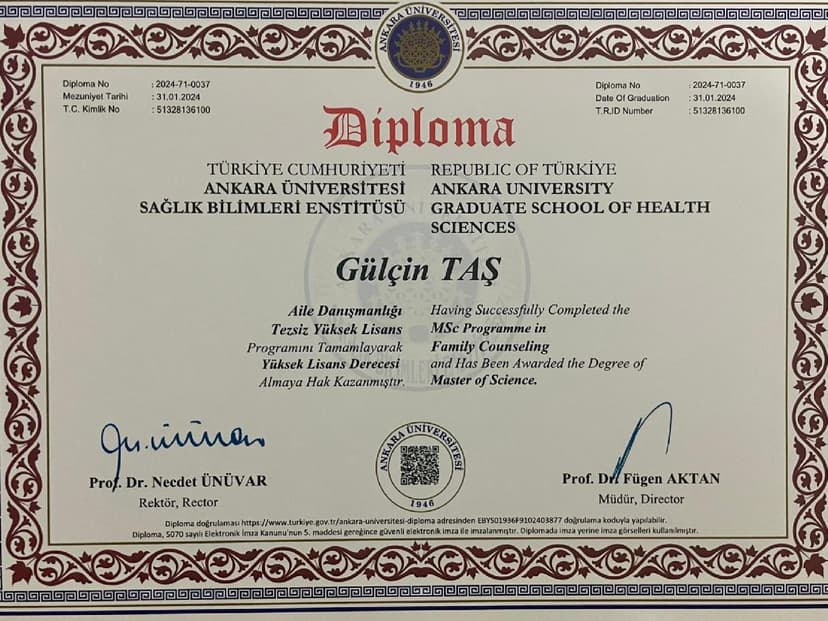 ANKARA ÜNİVERSİTESİ
1946
Diploma No : 2024-71-0037
Mezuniyet Tarihi : 31.01.2024
T.C. Kimlik No : 51328136100
Diploma No : 2024-71-0037
Date Of Graduation : 31.01.2024
T.R.ID Number : 51328136100
Diploma
TÜRKİYE CUMHURİYETİ
ANKARA ÜNİVERSİTESİ
SAĞLIK BİLİMLERİ ENSTİTÜSÜ
REPUBLIC OF TÜRKİYE
ANKARA UNIVERSITY
GRADUATE SCHOOL OF HEALTH
SCIENCES
Gülçin TAŞ
Aile Danışmanlığı
Tezsiz Yüksek Lisans
Programını Tamamlayarak
Yüksek Lisans Derecesi
Almaya Hak Kazanmıştır.
Having Successfully Completed the
MSc Programme in
Family Counseling
and Has Been Awarded the Degree of
Master of Science.
Prof. Dr. Necdet ÜNÜVAR
Rektör, Rector
ANKARA ÜNİVERSİTESİ
1946
Prof. Dr. Fügen AKTAN
Müdür, Director
Diploma doğrulaması https://www.turkiye.gov.tr/ankara-universitesi-diploma adresinden EBYS01936F9102403877 doğrulama koduyla yapılabilir.
Diploma, 5070 sayılı Elektronik İmza Kanunu'nun 5. maddesi gereğince güvenli elektronik imza ile imzalanmıştır. Diplomada imza yerine imza görselleri kullanılmıştır.